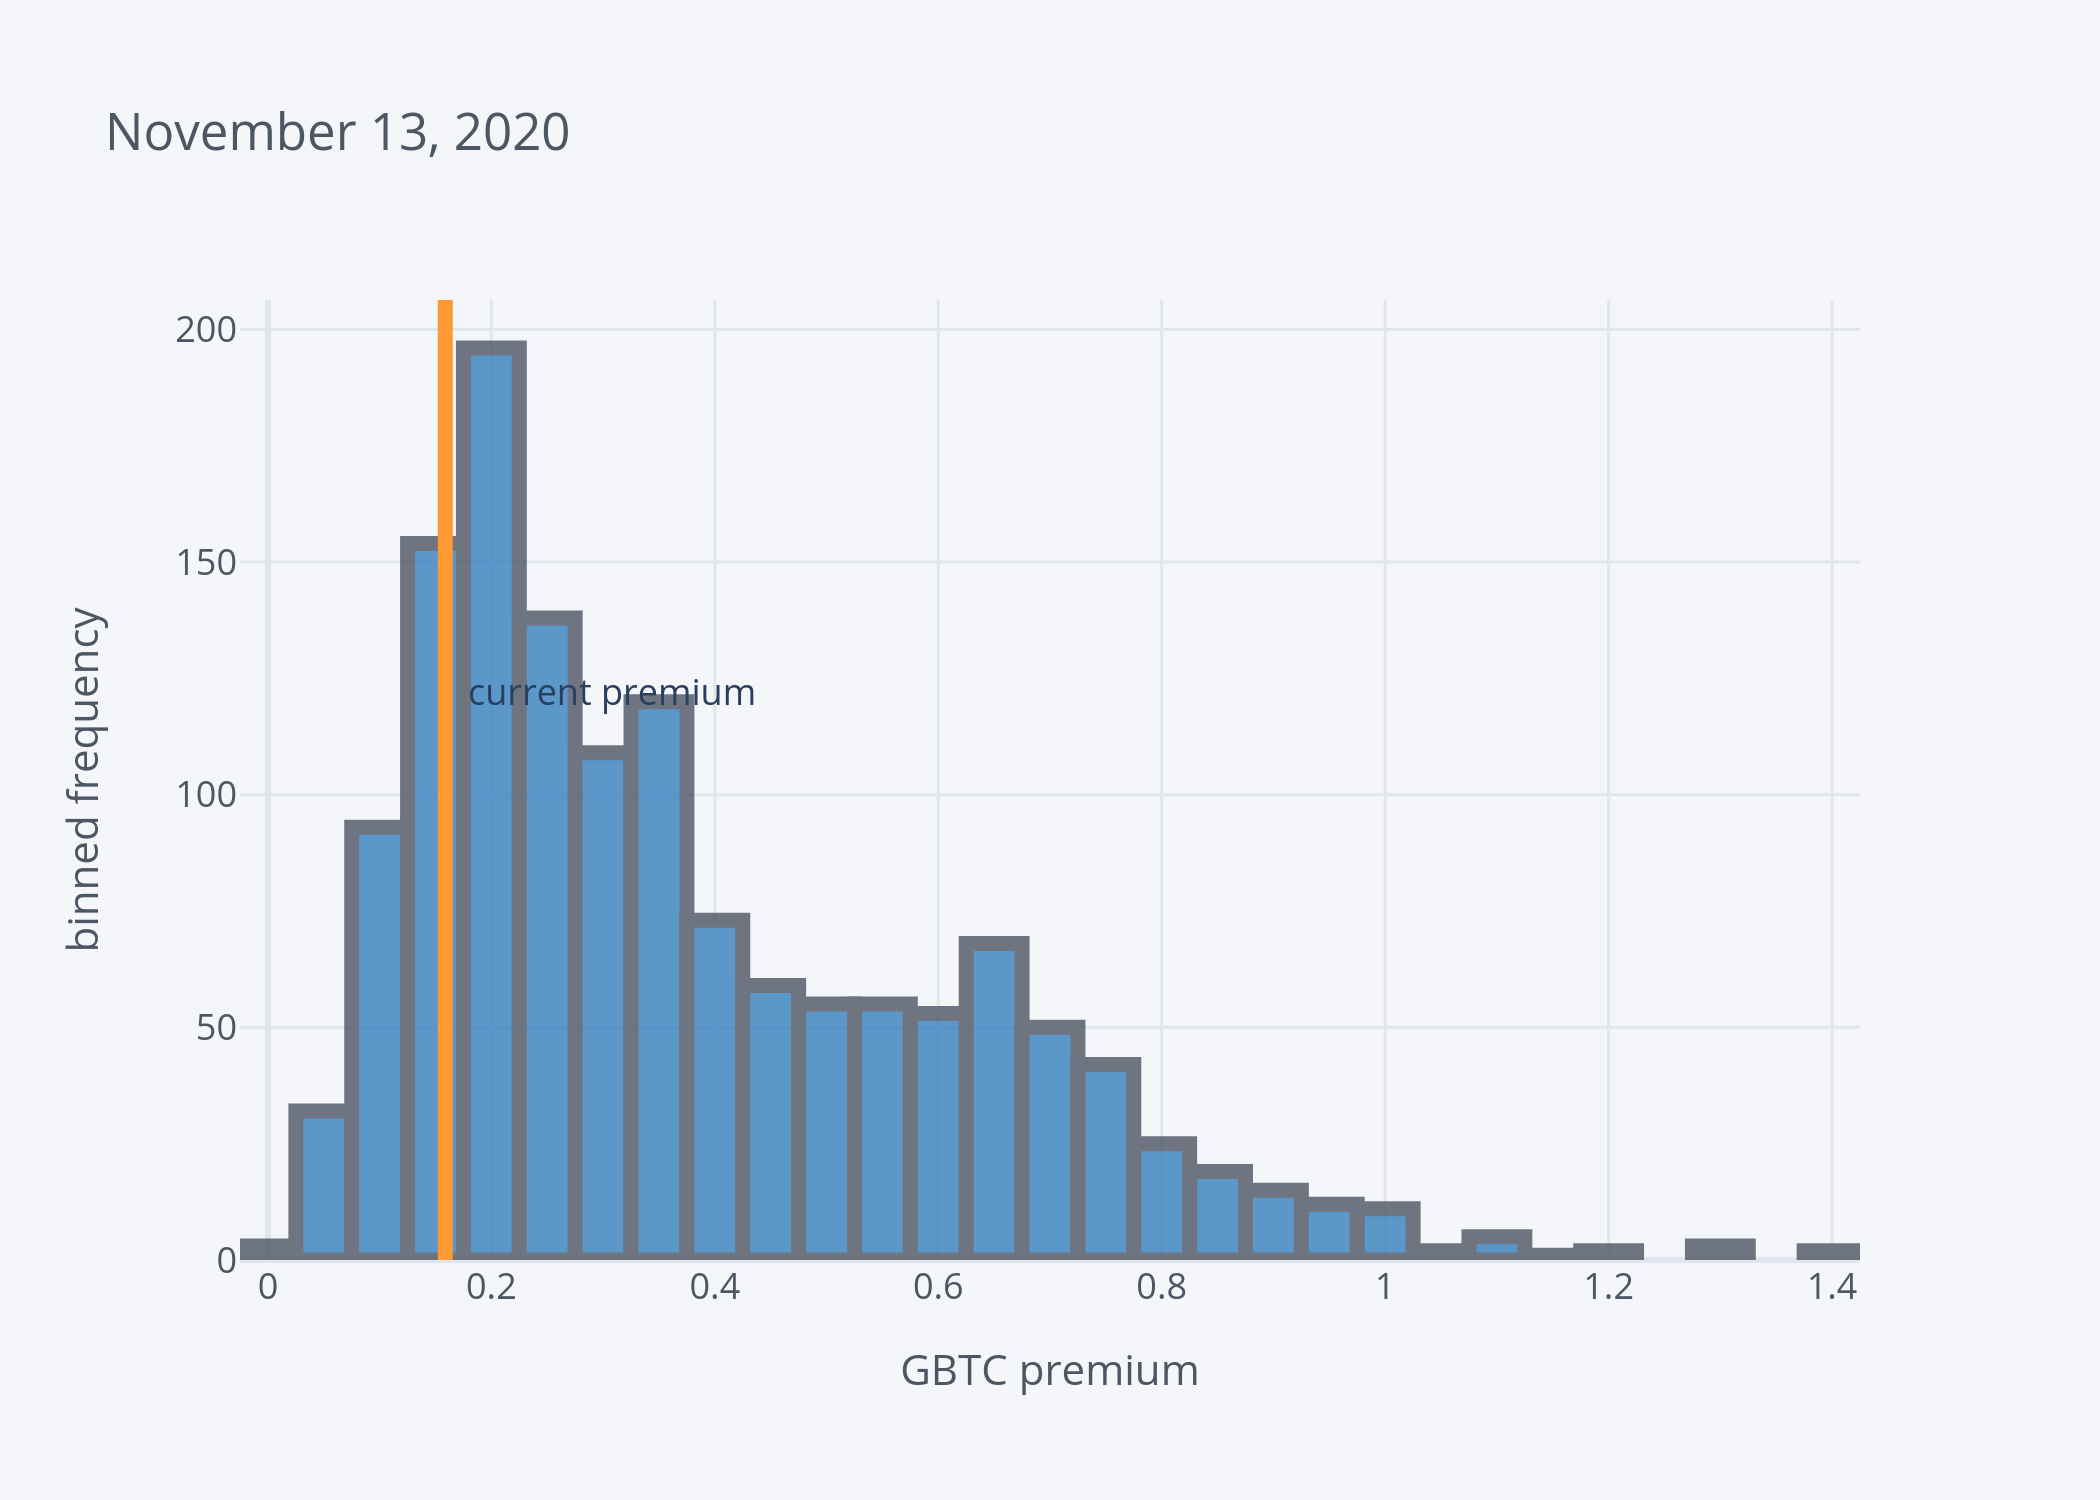 November 13, 2020
200
150
100
50
0
binned frequency
current premium
0 0.2 0.4 0.6 0.8 1 1.2 1.4
GBTC premium